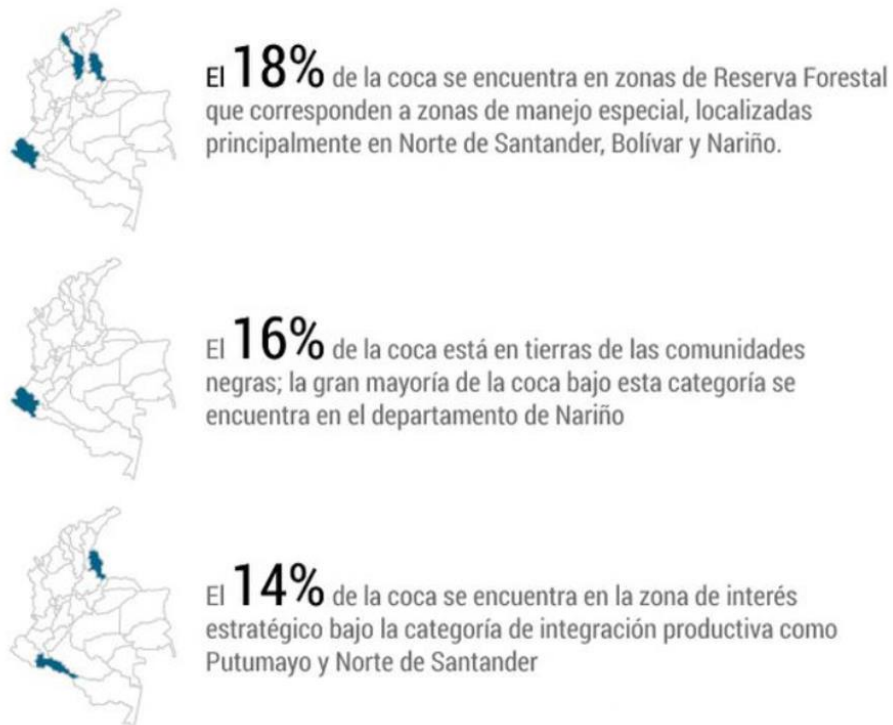 El 18% de la coca se encuentra en zonas de Reserva Forestal
que corresponden a zonas de manejo especial, localizadas
principalmente en Norte de Santander, Bolívar y Nariño.
El 16% de la coca está en tierras de las comunidades
negras; la gran mayoría de la coca bajo esta categoría se
encuentra en el departamento de Nariño
El 14% de la coca se encuentra en la zona de interés
estratégico bajo la categoría de integración productiva como
Putumayo y Norte de Santander